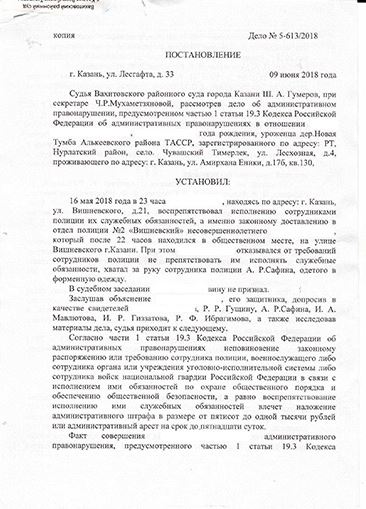 копия Дело № 5-613/2018
ПОСТАНОВЛЕНИЕ
г. Казань, ул. Лесгафта, д. 33 09 июня 2018 года
Судья Вахитовского районного суда города Казани Ш. А. Гумеров, при
секретаре Ч.Р.Мухаметзяновой, рассмотрев дело об административном
правонарушении, предусмотренном частью 1 статьи 19.3 Кодекса Российской
Федерации об административных правонарушениях в отношении
, года рождения, уроженца дер.Новая
Тумба Алькеевского района ТАССР, зарегистрированного по адресу: РТ,
Нурлатский район, село. Чувашский Тимерлек, ул. Лесхозная, д.4,
проживающего по адресу: г. Казань, ул. Амирхана Еники, д.17б, кв.130,
УСТАНОВИЛ:
16 мая 2018 года в 23 часа , находясь по адресу: г. Казань,
ул. Вишневского, д.21, воспрепятствовал исполнению сотрудниками
полиции их служебных обязанностей, а именно законному доставлению в
отдел полиции №2 «Вишневский» несовершеннолетнего ,
который после 22 часов находился в общественном месте, на улице
Вишневского г.Казани. При этом отказывался от требований
сотрудников полиции не препятствовать им исполнять служебные
обязанности, хватал за руку сотрудника полиции А. Р.Сафина, одетого в
форменную одежду.
В судебном заседании вину не признал.
Заслушав объяснение , его защитника, допросив в
качестве свидетелей , Р. Р. Гущину, А. Р.Сафина, И. А.
Мавлютова, И. Р. Гиззатова, Р. Ф. Ибрагимова, а также исследовав
материалы дела, судья приходит к следующему.
Согласно части 1 статьи 19.3 Кодекса Российской Федерации об
административных правонарушениях неповиновение законному
распоряжению или требованию сотрудника полиции, военнослужащего либо
сотрудника органа или учреждения уголовно-исполнительной системы либо
сотрудника войск национальной гвардии Российской Федерации в связи с
исполнением ими обязанностей по охране общественного порядка и
обеспечению общественной безопасности, а равно воспрепятствование
исполнению ими служебных обязанностей влечет наложение
административного штрафа в размере от пятисот до одной тысячи рублей
или административный арест на срок до пятнадцати суток.
Факт совершения административного
правонарушения, предусмотренного частью 1 статьи 19.3 Кодекса